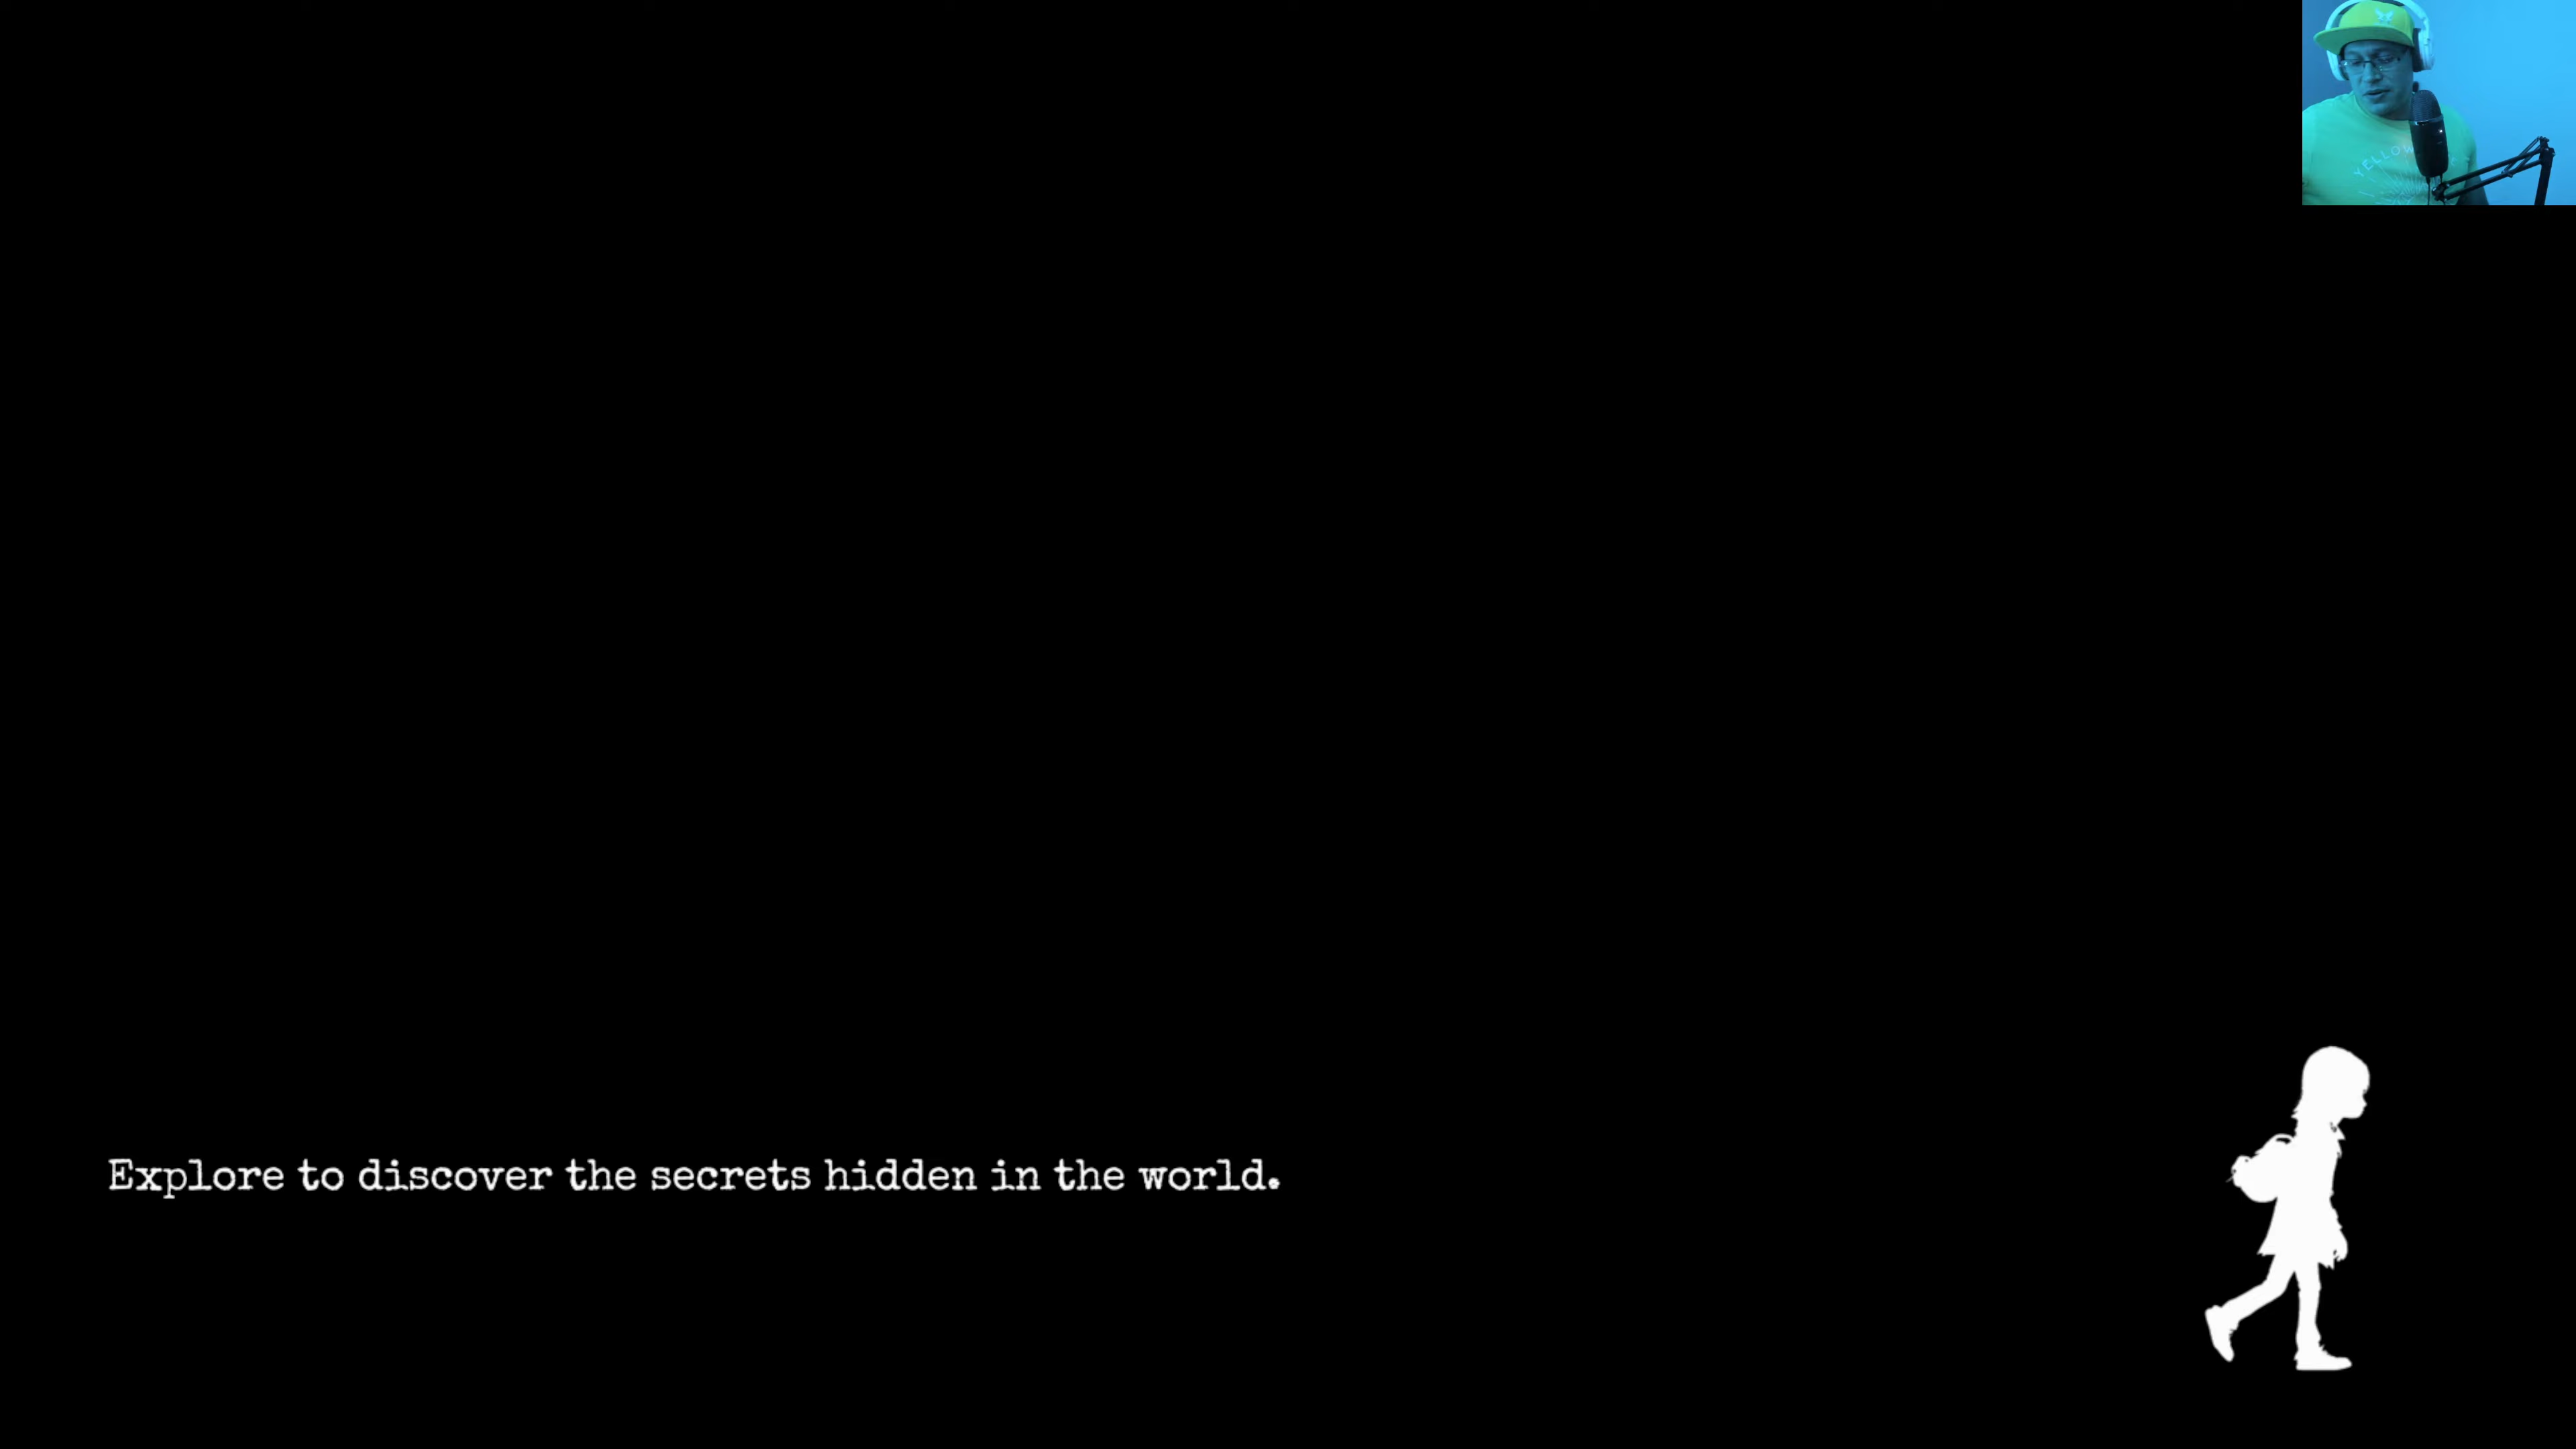 Explore to discover the secrets hidden in the world.